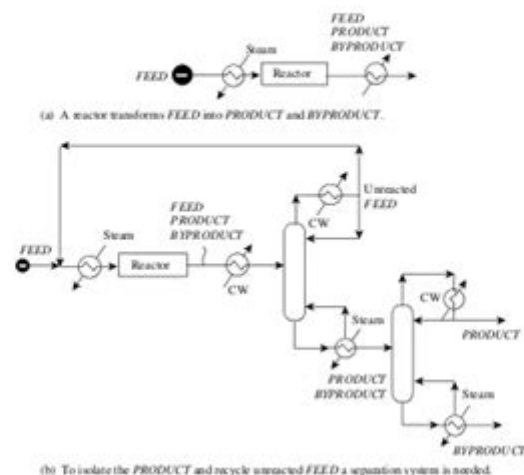 FEED
PRODUCT
BYPRODUCT
Steam
FEED
Reactor
(a) A reactor transforms FEED into PRODUCT and BYPRODUCT.
Unreacted
FEED
CW
FEED
PRODUCT
BYPRODUCT
Steam
FEED
Reactor
CW
Steam
CW
PRODUCT
PRODUCT
BYPRODUCT
Steam
BYPRODUCT
(b) To isolate the PRODUCT and recycle unreacted FEED a separation system is needed.